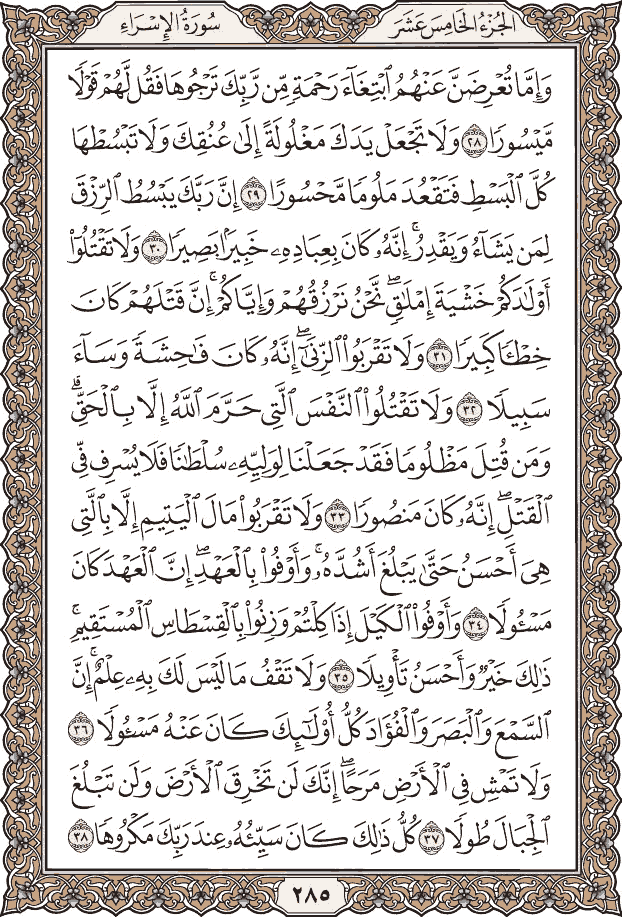 سُورَةُ الإِسْرَاءِ
الجُزْءُ الخَامِسَ عَشَرَ
وَإِمَّا تُعْرِضَنَّ عَنْهُمُ ٱبْتِغَآءَ رَحْمَةٍ مِّن رَّبِّكَ تَرْجُوهَا فَقُل لَّهُمْ قَوْلًا
مَّيْسُورًا ٢٨ وَلَا تَجْعَلْ يَدَكَ مَغْلُولَةً إِلَىٰ عُنُقِكَ وَلَا تَبْسُطْهَا
كُلَّ ٱلْبَسْطِ فَتَقْعُدَ مَلُومًا مَّحْسُورًا ٢٩ إِنَّ رَبَّكَ يَبْسُطُ ٱلرِّزْقَ
لِمَن يَشَآءُ وَيَقْدِرُ ۚ إِنَّهُۥ كَانَ بِعِبَادِهِۦ خَبِيرًۢا بَصِيرًا ٣٠ وَلَا تَقْتُلُوٓا۟
أَوْلَـٰدَكُمْ خَشْيَةَ إِمْلَـٰقٍ ۖ نَّحْنُ نَرْزُقُهُمْ وَإِيَّاكُمْ ۚ إِنَّ قَتْلَهُمْ كَانَ
خِطْـًٔا كَبِيرًا ٣١ وَلَا تَقْرَبُوا۟ ٱلزِّنَىٰٓ ۖ إِنَّهُۥ كَانَ فَـٰحِشَةً وَسَآءَ
سَبِيلًا ٣٢ وَلَا تَقْتُلُوا۟ ٱلنَّفْسَ ٱلَّتِى حَرَّمَ ٱللَّهُ إِلَّا بِٱلْحَقِّ ۗ
وَمَن قُتِلَ مَظْلُومًا فَقَدْ جَعَلْنَا لِوَلِيِّهِۦ سُلْطَـٰنًا فَلَا يُسْرِف فِّى
ٱلْقَتْلِ ۖ إِنَّهُۥ كَانَ مَنصُورًا ٣٣ وَلَا تَقْرَبُوا۟ مَالَ ٱلْيَتِيمِ إِلَّا بِٱلَّتِى
هِىَ أَحْسَنُ حَتَّىٰ يَبْلُغَ أَشُدَّهُۥ ۚ وَأَوْفُوا۟ بِٱلْعَهْدِ ۖ إِنَّ ٱلْعَهْدَ كَانَ
مَسْـُٔولًا ٣٤ وَأَوْفُوا۟ ٱلْكَيْلَ إِذَا كِلْتُمْ وَزِنُوا۟ بِٱلْقِسْطَاسِ ٱلْمُسْتَقِيمِ ۚ
ذَٰلِكَ خَيْرٌ وَأَحْسَنُ تَأْوِيلًا ٣٥ وَلَا تَقْفُ مَا لَيْسَ لَكَ بِهِۦ عِلْمٌ ۚ إِنَّ
ٱلسَّمْعَ وَٱلْبَصَرَ وَٱلْفُؤَادَ كُلُّ أُو۟لَـٰٓئِكَ كَانَ عَنْهُ مَسْـُٔولًا ٣٦
وَلَا تَمْشِ فِى ٱلْأَرْضِ مَرَحًا ۖ إِنَّكَ لَن تَخْرِقَ ٱلْأَرْضَ وَلَن تَبْلُغَ
ٱلْجِبَالَ طُولًا ٣٧ كُلُّ ذَٰلِكَ كَانَ سَيِّئُهُۥ عِندَ رَبِّكَ مَكْرُوهًا ٣٨
٢٨٥